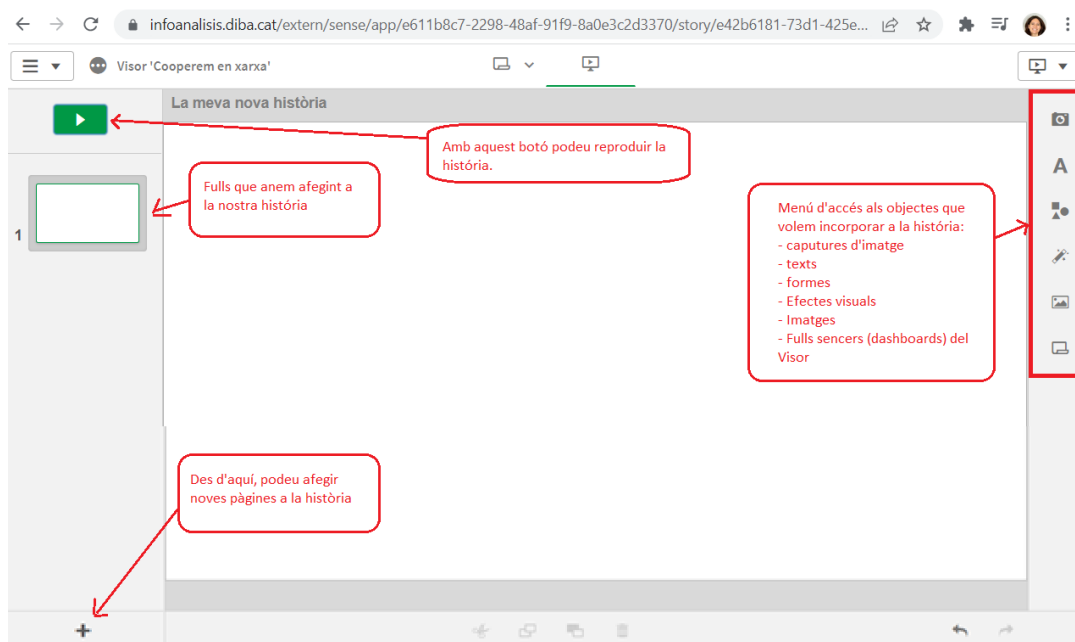 infoanalisis.diba.cat/extern/sense/app/e611b8c7-2298-48af-91f9-8a0e3c2d3370/story/e42b6181-73d1-425e...
Visor 'Cooperem en xarxa'
La meva nova història
Amb aquest botó podeu reproduir la
história.
Fulls que anem afegint a
la nostra història
1
Menú d'accés als objectes que
volem incorporar a la história:
- caputures d'imatge
- texts
- formes
- Efectes visuals
- Imatges
- Fulls sencers (dashboards) del
Visor
A
Des d'aquí, podeu afegir
noves pàgines a la història